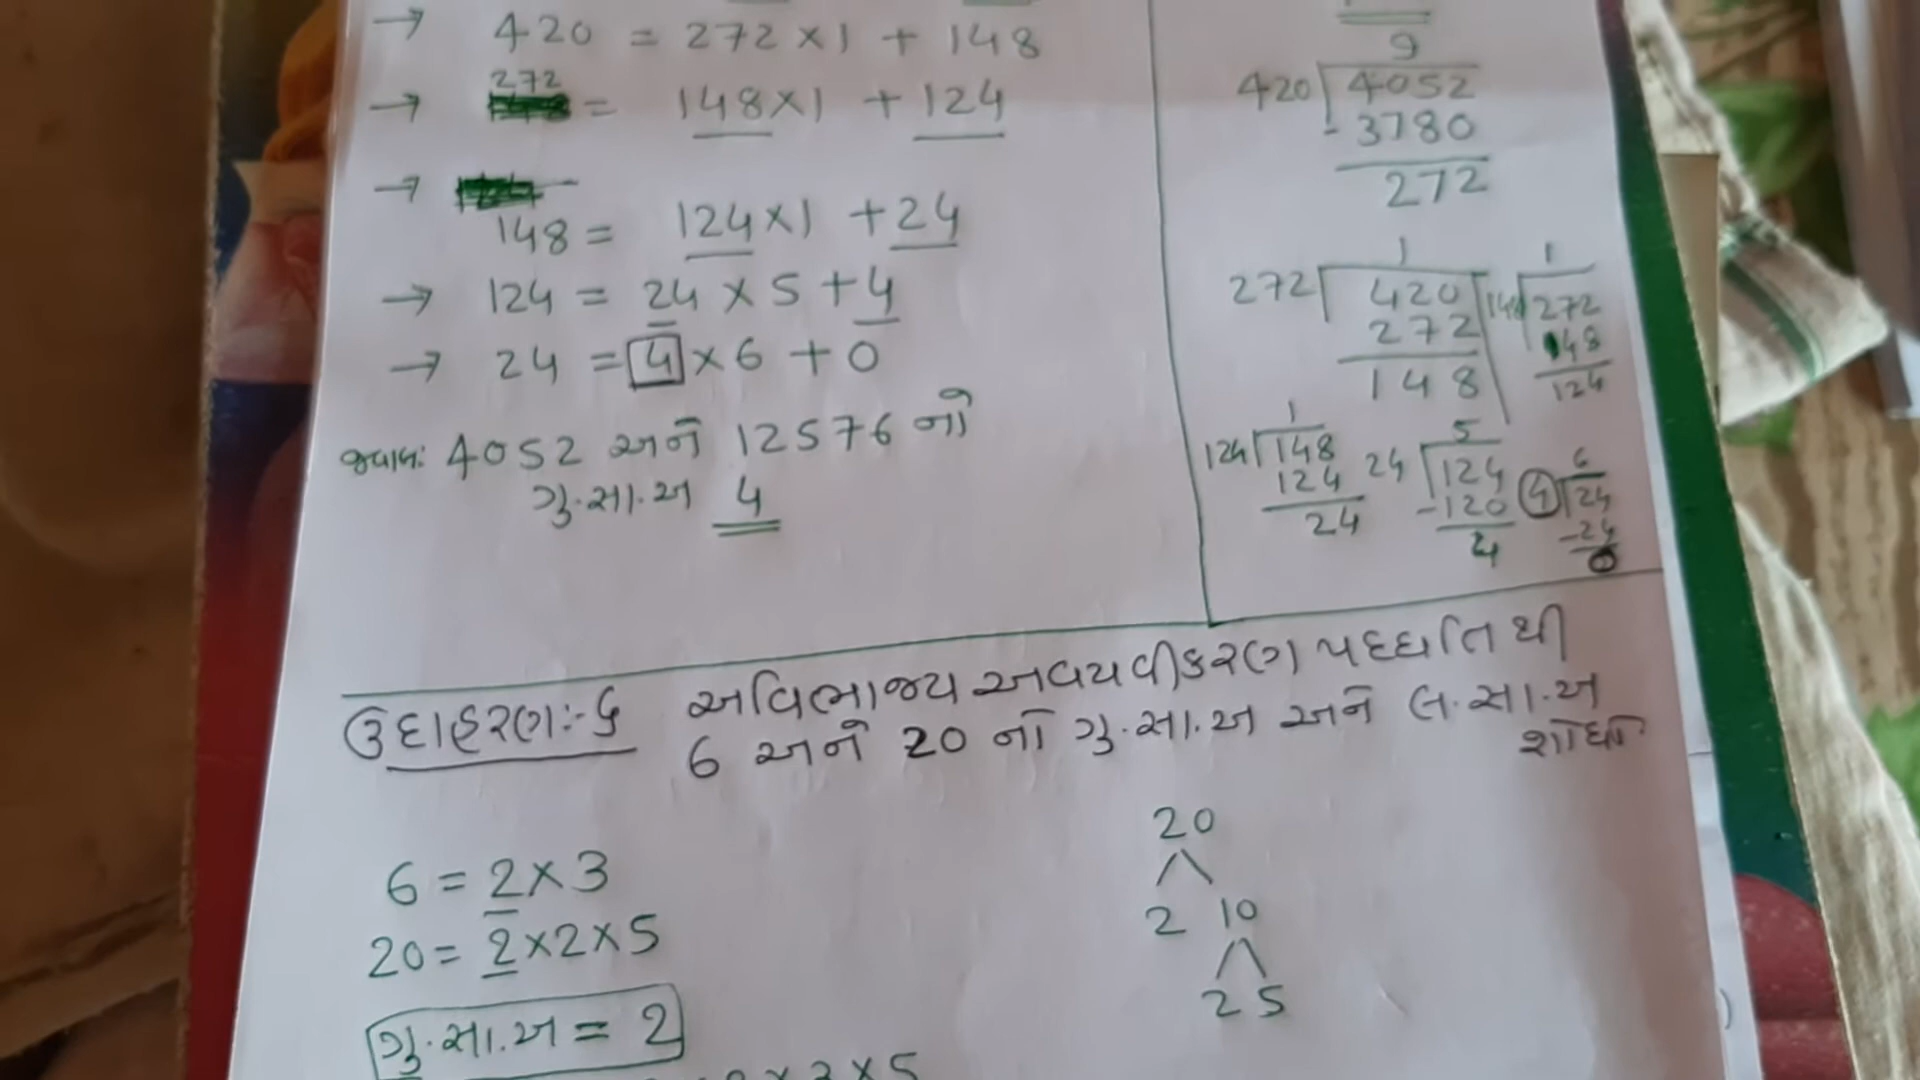 → 420 = 272 × 1 + 148
→ 272 = 148 × 1 + 124
→
148 = 124 × 1 + 24
→ 124 = 24 × 5 + 4
→ 24 = 4 × 6 + 0
જવાબ: 4052 અને 12576 નો
ગુ.સા.અ 4
9
420 4052
- 3780
272
1
272 420
272
148
1
148 272
148
124
1
124 148
124
24
5
24 124
-120
4
6
4 24
-24
0
ઉદાહરણ:- ૬ અવિભાજ્ય અવયવીકરણ પદ્ધતિ થી
6 અને 20 નો ગુ.સા.અ અને લ.સા.અ
શોધો
6 = 2 × 3
20 = 2 × 2 × 5
ગુ.સા.અ = 2
20
2 10
2 5
× 3 × 5